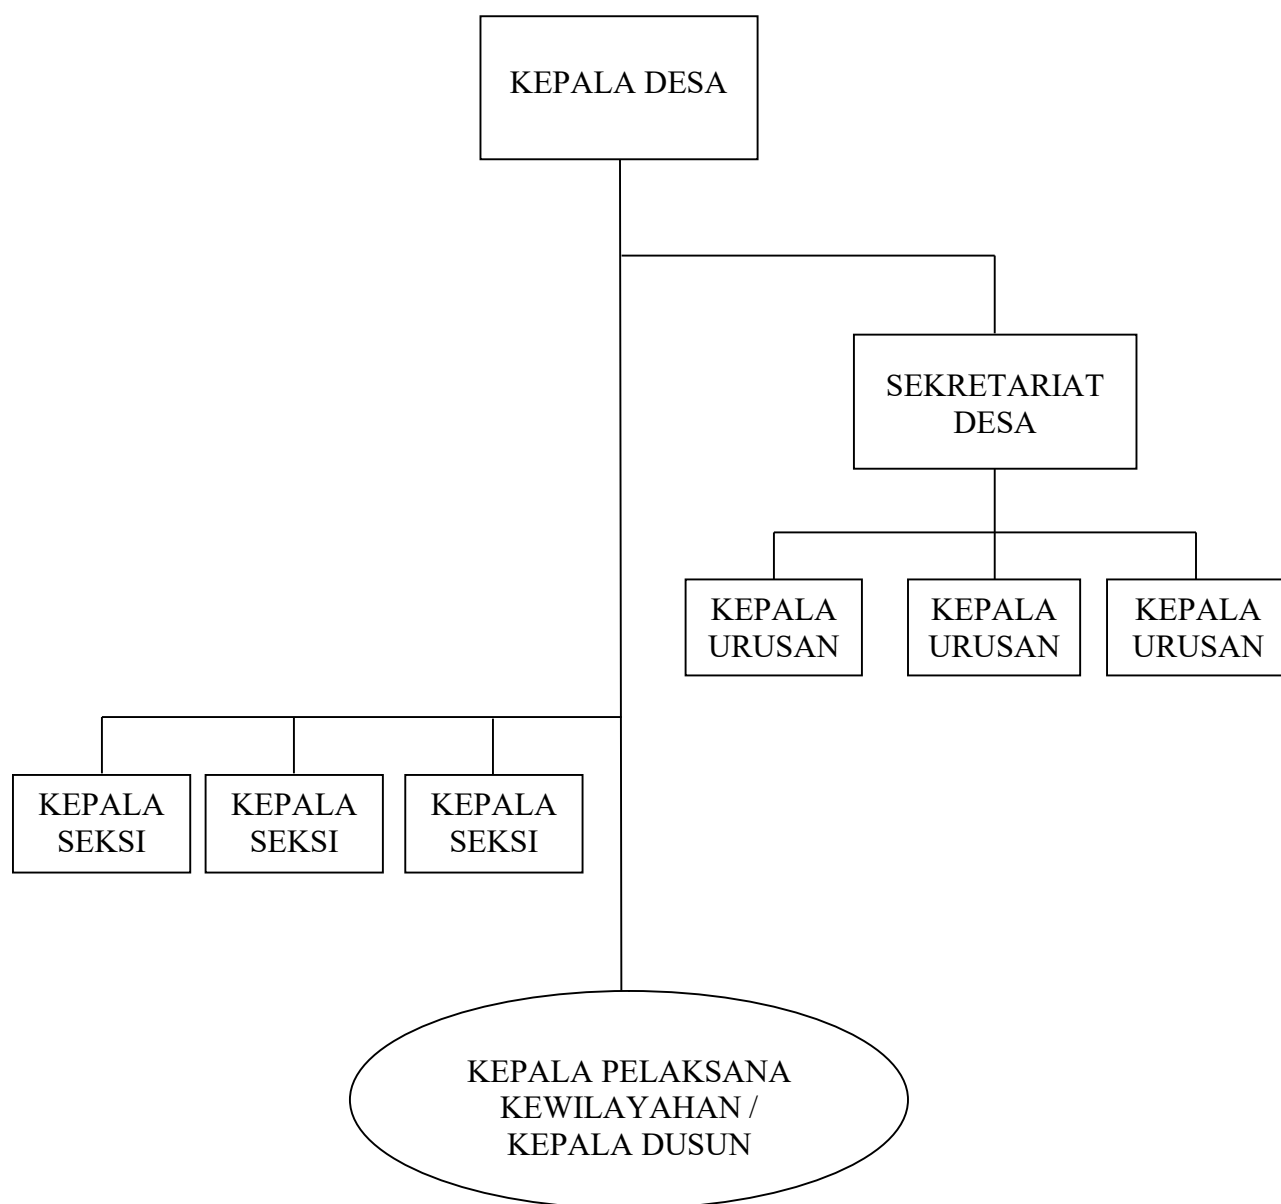 KEPALA DESA
SEKRETARIAT
DESA
KEPALA
URUSAN
KEPALA
URUSAN
KEPALA
URUSAN
KEPALA
SEKSI
KEPALA
SEKSI
KEPALA
SEKSI
KEPALA PELAKSANA
KEWILAYAHAN /
KEPALA DUSUN